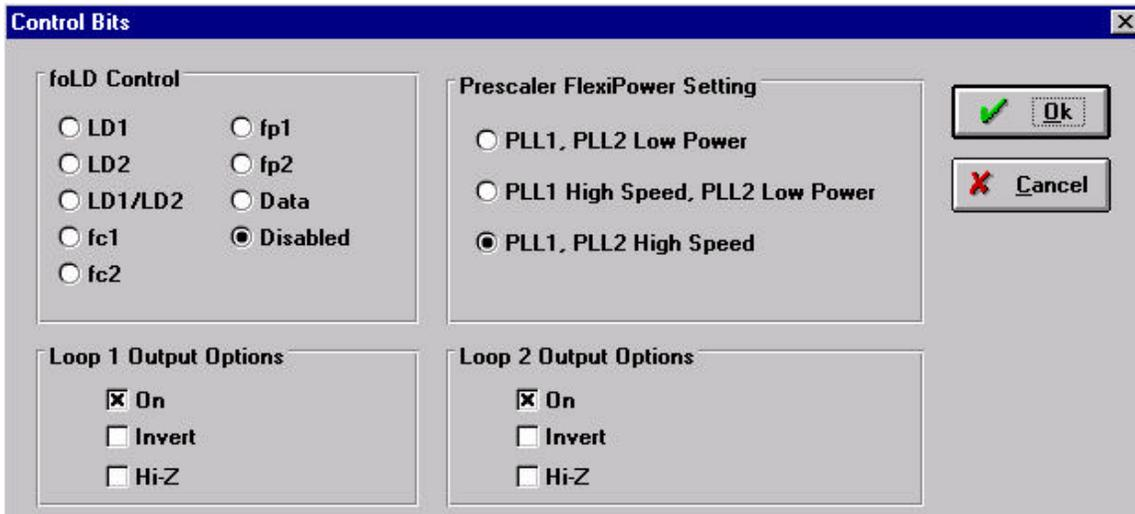 Control Bits
foLD Control
LD1
LD2
LD1/LD2
fc1
fc2
fp1
fp2
Data
Disabled
Prescaler FlexiPower Setting
PLL1, PLL2 Low Power
PLL1 High Speed, PLL2 Low Power
PLL1, PLL2 High Speed
Ok
Cancel
Loop 1 Output Options
On
Invert
Hi-Z
Loop 2 Output Options
On
Invert
Hi-Z